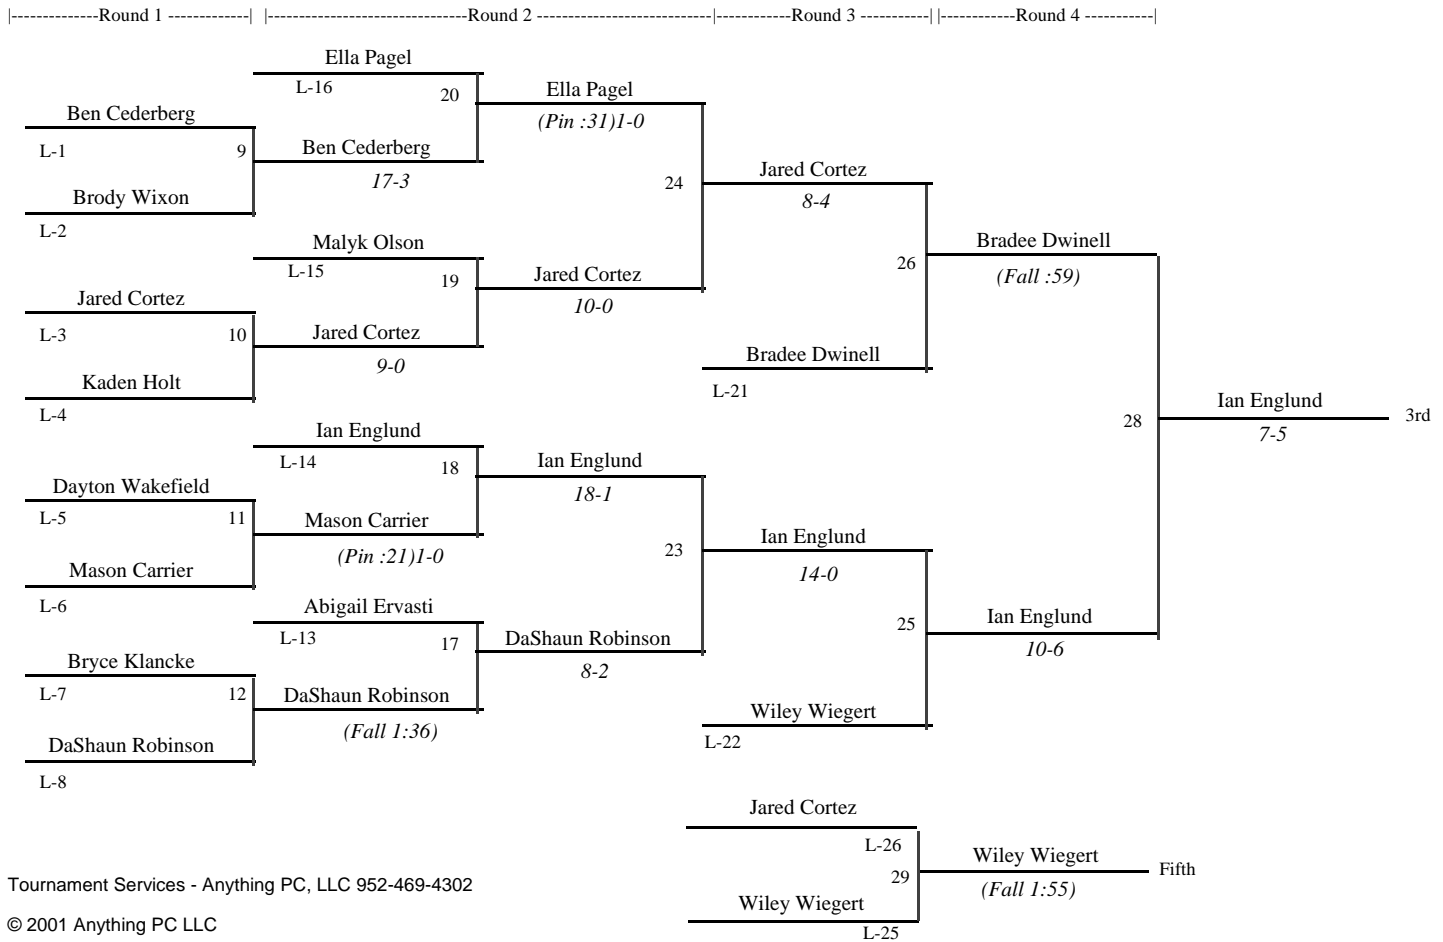 |--------------Round 1 -------------| |--------------------------------Round 2 ----------------------------|------------Round 3 -----------| |------------Round 4 -----------|
Ella Pagel
L-16
20
Ella Pagel
(Pin :31)1-0
Ben Cederberg
L-1
9
Ben Cederberg
17-3
Brody Wixon
L-2
24
Jared Cortez
8-4
Malyk Olson
L-15
19
Jared Cortez
10-0
Jared Cortez
L-3
10
Jared Cortez
9-0
Kaden Holt
L-4
26
Bradee Dwinell
(Fall :59)
Bradee Dwinell
L-21
28
Ian Englund
7-5
3rd
Ian Englund
L-14
18
Ian Englund
18-1
Dayton Wakefield
L-5
11
Mason Carrier
(Pin :21)1-0
Mason Carrier
L-6
23
Ian Englund
14-0
Abigail Ervasti
L-13
17
DaShaun Robinson
8-2
Bryce Klancke
L-7
12
DaShaun Robinson
(Fall 1:36)
DaShaun Robinson
L-8
25
Ian Englund
10-6
Wiley Wiegert
L-22
Jared Cortez
L-26
29
Wiley Wiegert
(Fall 1:55)
Fifth
Wiley Wiegert
L-25
Tournament Services - Anything PC, LLC 952-469-4302
© 2001 Anything PC LLC